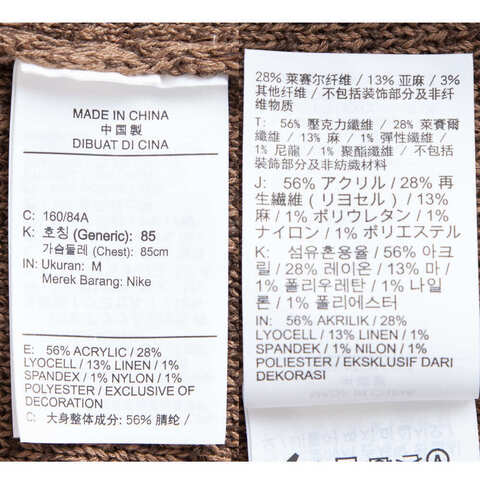 MADE IN CHINA
中国製
DIBUAT DI CINA
C: 160/84A
K: 호칭 (Generic): 85
가슴둘레 (Chest): 85cm
IN: Ukuran: M
Merek Barang: Nike
E: 56% ACRYLIC / 28%
LYOCELL / 13% LINEN / 1%
SPANDEX / 1% NYLON / 1%
POLYESTER / EXCLUSIVE OF
DECORATION
C: 大身整体成分: 56% 腈纶 /
28% 莱赛尔纤维 / 13% 亚麻 / 3%
其他纤维 / 不包括装饰部分及非纤
维物质
T: 56% 壓克力纖維 / 28% 萊賽爾
纖維 / 13% 麻 / 1% 彈性纖維 /
1% 尼龍 / 1% 聚酯纖維 / 不包括
裝飾部分及非紡織材料
J: 56% アクリル / 28% 再
生繊維 (リヨセル) / 13%
麻 / 1% ポリウレタン / 1%
ナイロン / 1% ポリエステル
K: 섬유혼용율 / 56% 아크
릴 / 28% 레이온 / 13% 마 /
1% 폴리우레탄 / 1% 나일
론 / 1% 폴리에스터
IN: 56% AKRILIK / 28%
LYOCELL / 13% LINEN / 1%
SPANDEK / 1% NILON / 1%
POLIESTER / EKSKLUSIF DARI
DEKORASI